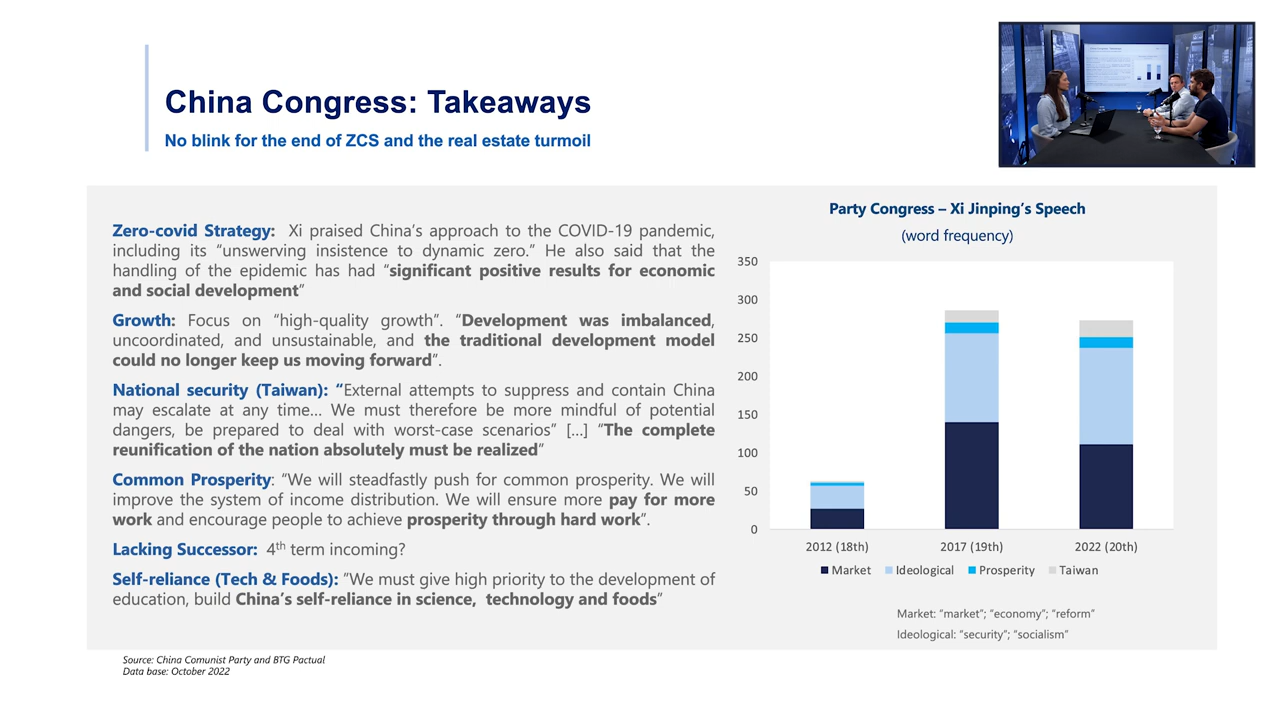 China Congress: Takeaways
No blink for the end of ZCS and the real estate turmoil
Zero-covid Strategy:  Xi praised China’s approach to the COVID-19 pandemic,
including its “unswerving insistence to dynamic zero.” He also said that the
handling of the epidemic has had “significant positive results for economic
and social development”
Growth: Focus on “high-quality growth”. “Development was imbalanced,
uncoordinated, and unsustainable, and the traditional development model
could no longer keep us moving forward”.
National security (Taiwan): “External attempts to suppress and contain China
may escalate at any time… We must therefore be more mindful of potential
dangers, be prepared to deal with worst-case scenarios” […] “The complete
reunification of the nation absolutely must be realized”
Common Prosperity: “We will steadfastly push for common prosperity. We will
improve the system of income distribution. We will ensure more pay for more
work and encourage people to achieve prosperity through hard work”.
Lacking Successor:  4th term incoming?
Self-reliance (Tech & Foods): ”We must give high priority to the development of
education, build China’s self-reliance in science,  technology and foods”
Party Congress – Xi Jinping’s Speech
(word frequency)
350
300
250
200
150
100
50
0
2012 (18th) 2017 (19th) 2022 (20th)
Market Ideological Prosperity Taiwan
Market: “market”; “economy”; “reform”
Ideological: “security”; “socialism”
Source: China Comunist Party and BTG Pactual
Data base: October 2022